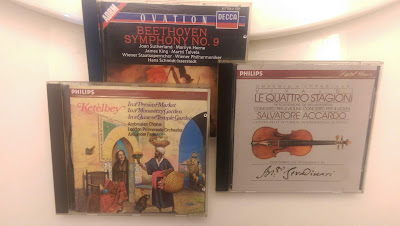 OVATION
DECCA
BEETHOVEN
SYMPHONY NO. 9
Joan Sutherland · Marilyn Horne
James King · Martti Talvela
Wiener Staatsopernchor · Wiener Philharmoniker
Hans Schmidt-Isserstedt
PHILIPS
Ketèlbey
In a Persian Market
In a Monastery Garden
In a Chinese Temple Garden
Ambrosian Chorus
London Promenade Orchestra
Alexander Faris
PHILIPS
LE QUATTRO STAGIONI
SALVATORE ACCARDO